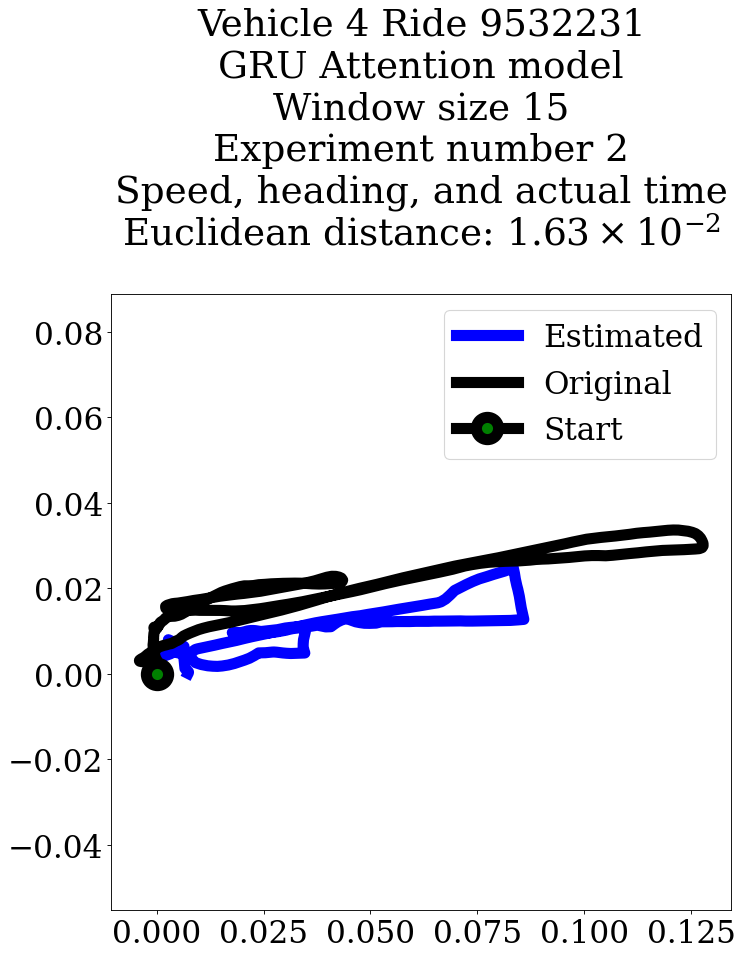 Vehicle 4 Ride 9532231
GRU Attention model
Window size 15
Experiment number 2
Speed, heading, and actual time
Euclidean distance: 1.63 × 10⁻²
Estimated
Original
Start
0.08
0.06
0.04
0.02
0.00
−0.02
−0.04
0.000 0.025 0.050 0.075 0.100 0.125